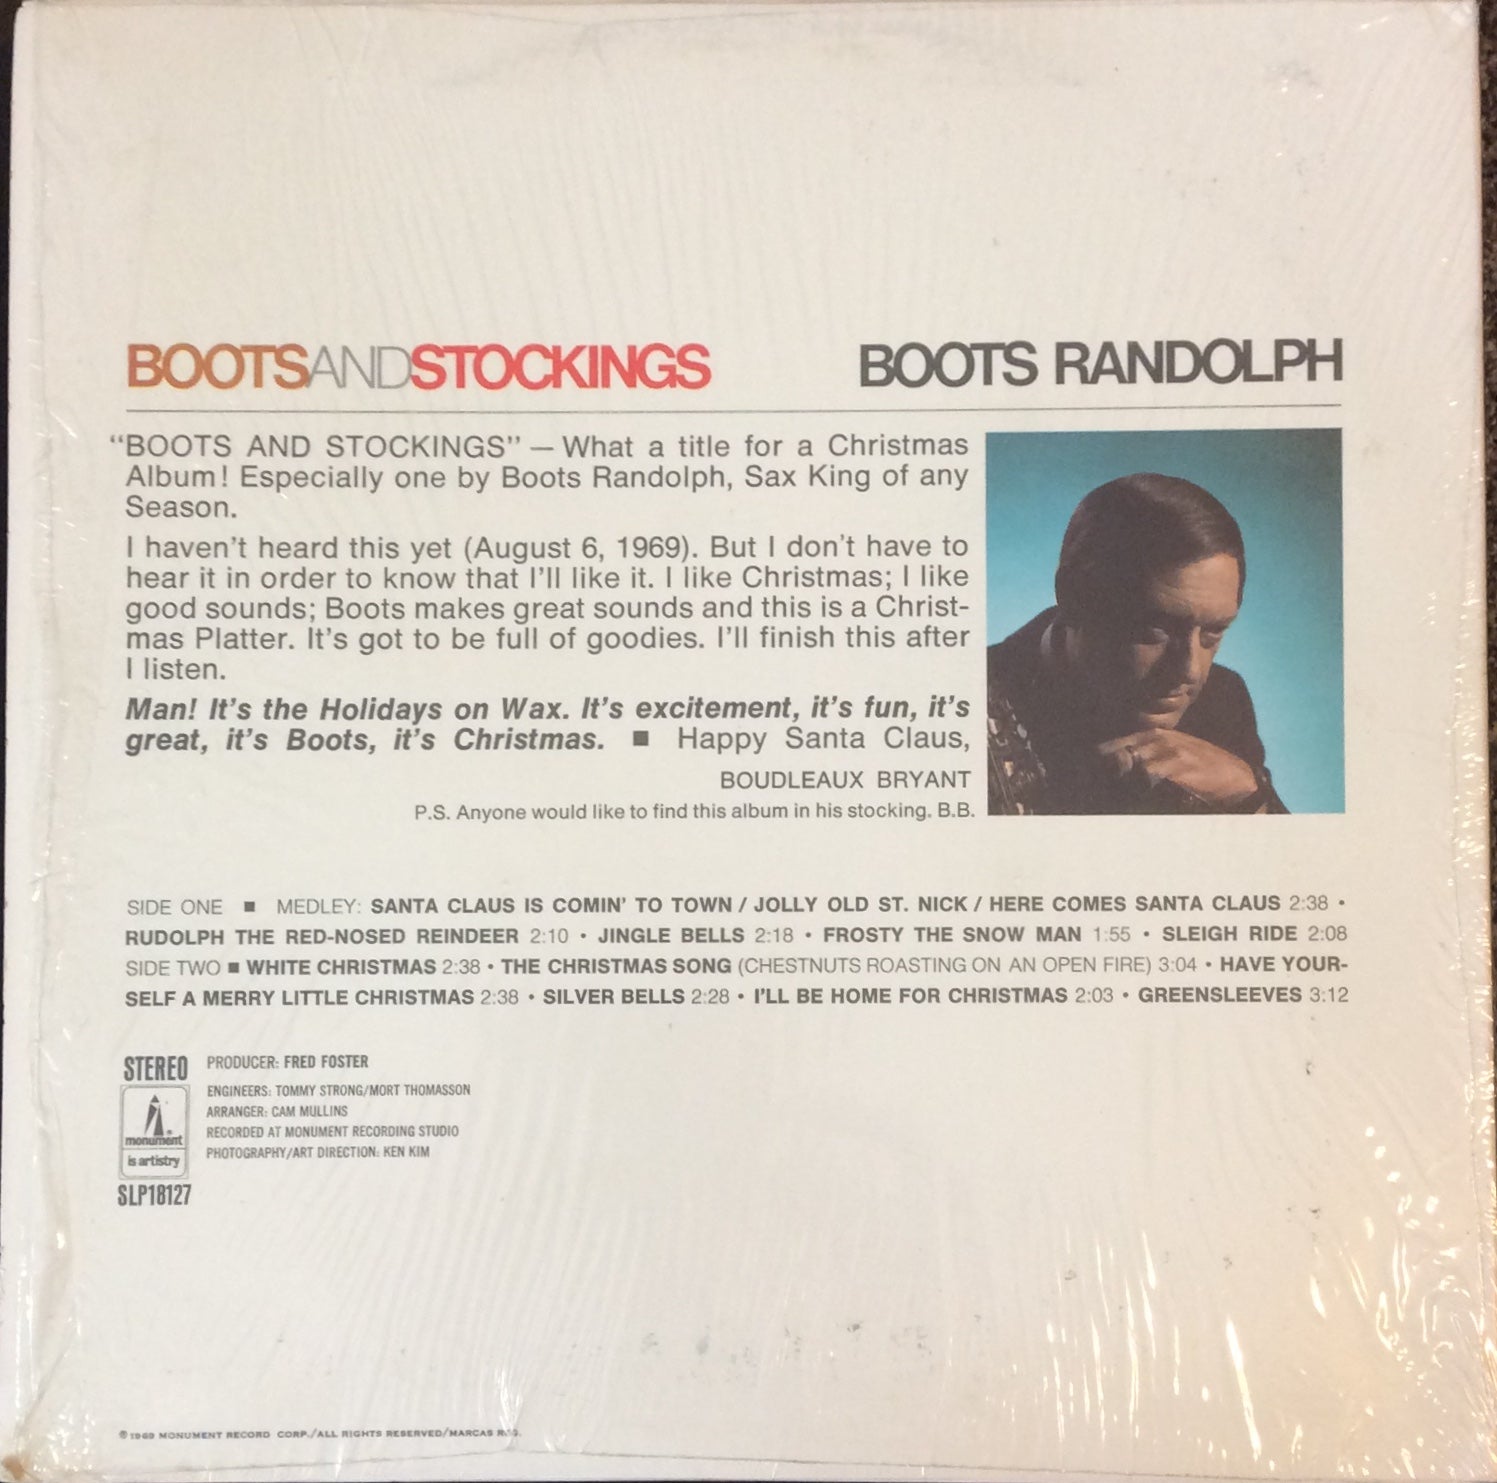 BOOTSANDSTOCKINGS
BOOTS RANDOLPH
“BOOTS AND STOCKINGS” — What a title for a Christmas
Album! Especially one by Boots Randolph, Sax King of any
Season.
I haven’t heard this yet (August 6, 1969). But I don’t have to
hear it in order to know that I’ll like it. I like Christmas; I like
good sounds; Boots makes great sounds and this is a Christ-
mas Platter. It’s got to be full of goodies. I’ll finish this after
I listen.
Man! It’s the Holidays on Wax. It’s excitement, it’s fun, it’s
great, it’s Boots, it’s Christmas. ■ Happy Santa Claus,
BOUDLEAUX BRYANT
P.S. Anyone would like to find this album in his stocking. B.B.
SIDE ONE ■ MEDLEY: SANTA CLAUS IS COMIN’ TO TOWN / JOLLY OLD ST. NICK / HERE COMES SANTA CLAUS 2:38 •
RUDOLPH THE RED-NOSED REINDEER 2:10 • JINGLE BELLS 2:18 • FROSTY THE SNOW MAN 1:55 • SLEIGH RIDE 2:08
SIDE TWO ■ WHITE CHRISTMAS 2:38 • THE CHRISTMAS SONG (CHESTNUTS ROASTING ON AN OPEN FIRE) 3:04 • HAVE YOUR-
SELF A MERRY LITTLE CHRISTMAS 2:38 • SILVER BELLS 2:28 • I’LL BE HOME FOR CHRISTMAS 2:03 • GREENSLEEVES 3:12
STEREO
monument
is artistry
SLP18127
PRODUCER: FRED FOSTER
ENGINEERS: TOMMY STRONG/MORT THOMASSON
ARRANGER: CAM MULLINS
RECORDED AT MONUMENT RECORDING STUDIO
PHOTOGRAPHY/ART DIRECTION: KEN KIM
℗ 1969 MONUMENT RECORD CORP./ALL RIGHTS RESERVED/MARCAS REG.